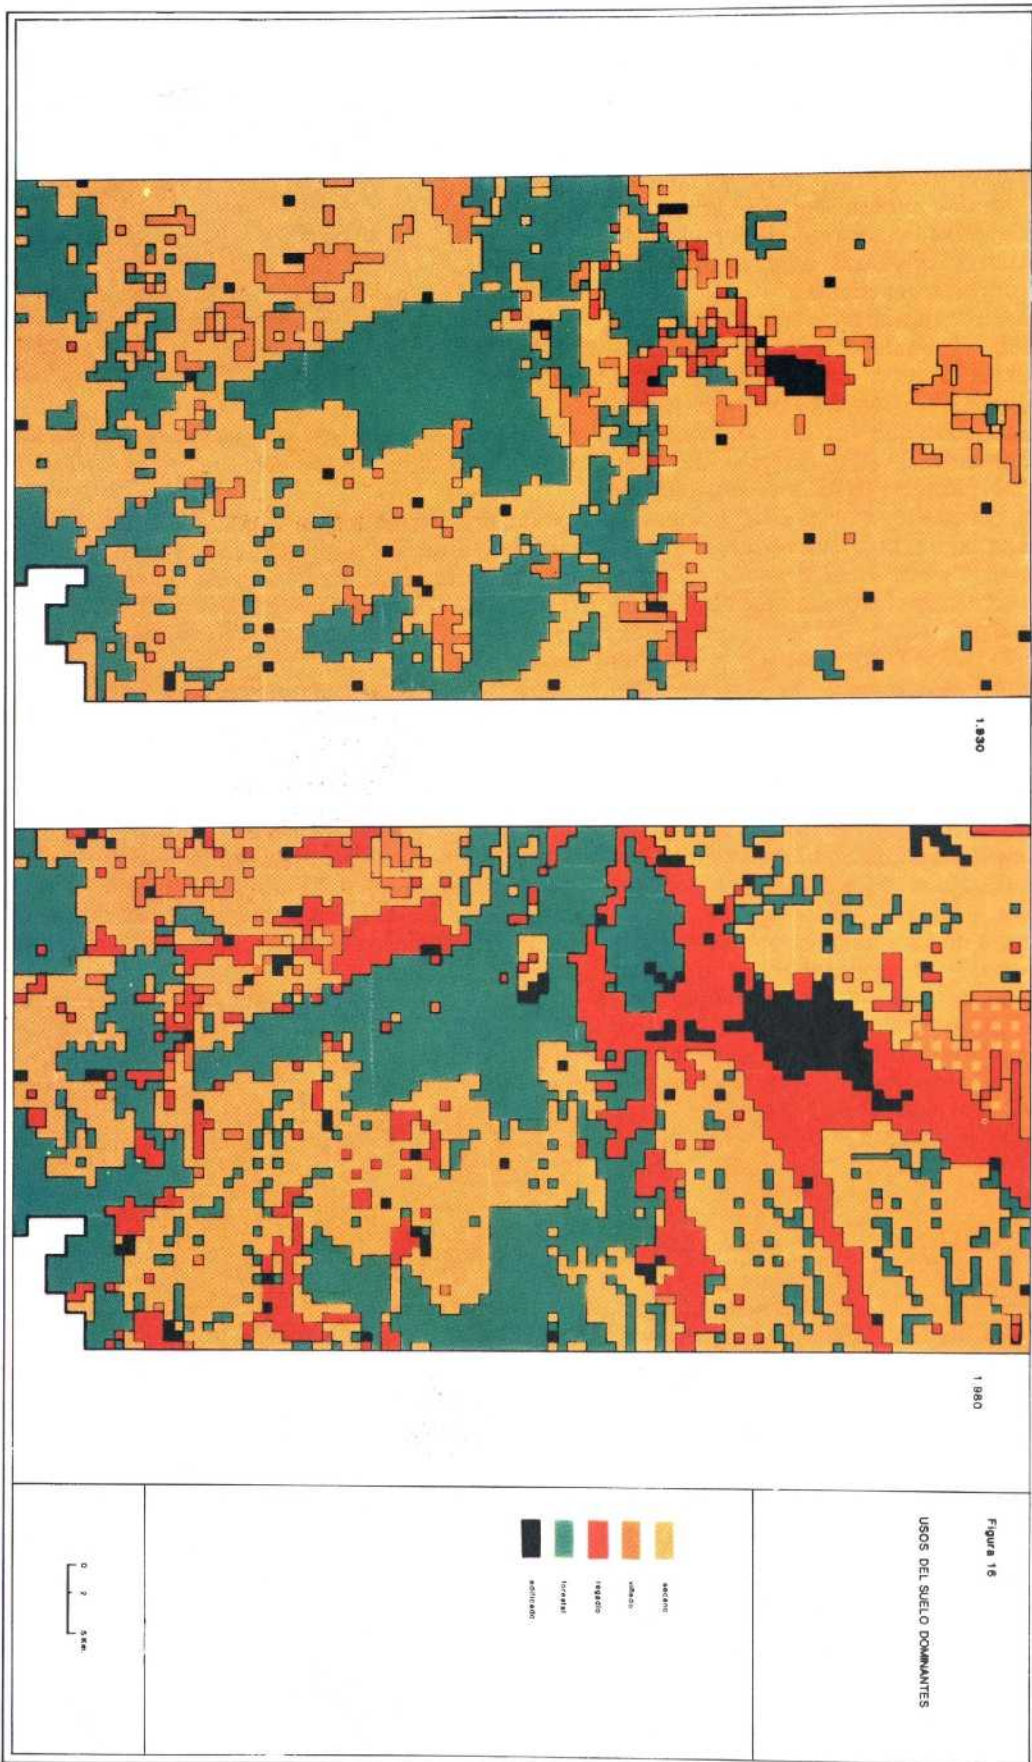 Figura 16
USOS DEL SUELO DOMINANTES
secano
viñedo
regadío
forestal
edificado.
0 2 5 Km.
1.930
1.980